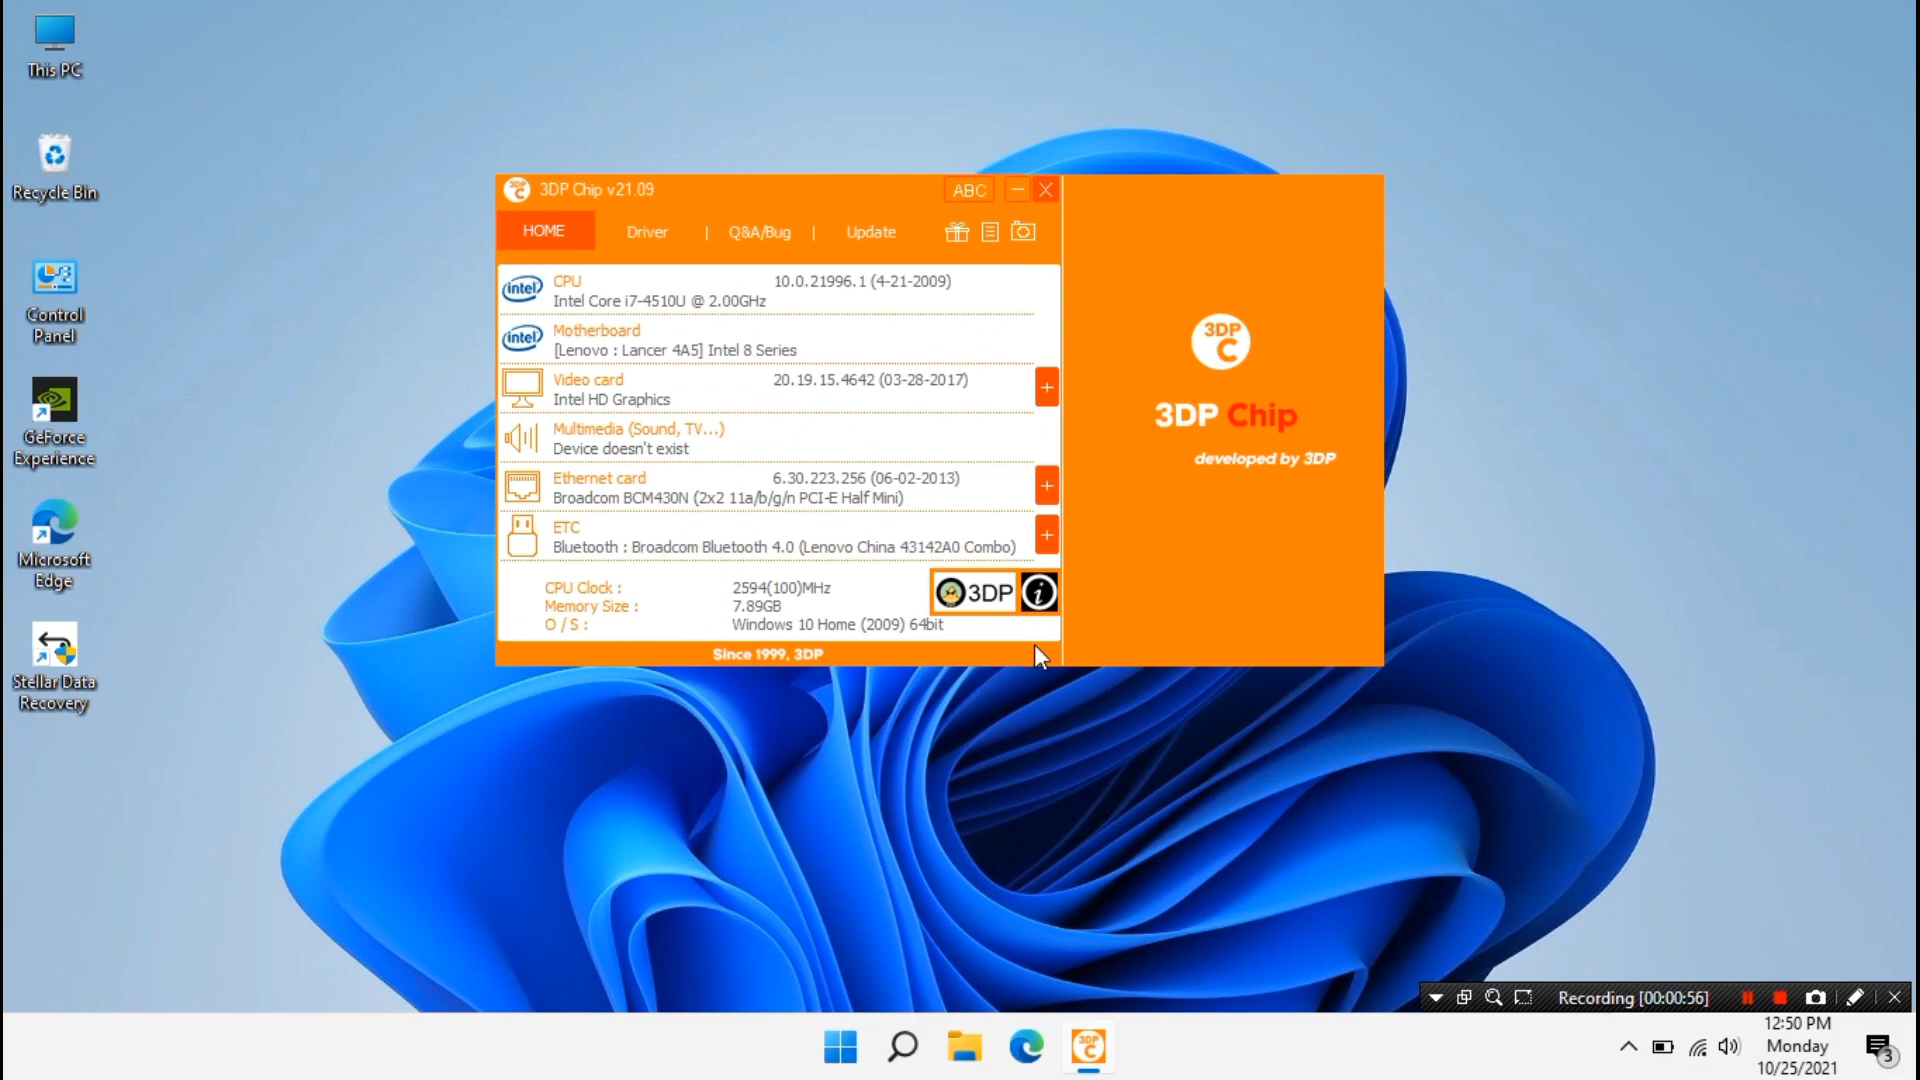 This PC
Recycle Bin
Control
Panel
GeForce
Experience
Microsoft
Edge
Stellar Data
Recovery
3DP Chip v21.09
ABC
HOME
Driver | Q&A/Bug | Update
CPU 10.0.21996.1 (4-21-2009)
Intel Core i7-4510U @ 2.00GHz
Motherboard
[Lenovo : Lancer 4A5] Intel 8 Series
Video card 20.19.15.4642 (03-28-2017)
Intel HD Graphics
+
Multimedia (Sound, TV...)
Device doesn't exist
Ethernet card 6.30.223.256 (06-02-2013)
Broadcom BCM430N (2x2 11a/b/g/n PCI-E Half Mini)
+
ETC
Bluetooth : Broadcom Bluetooth 4.0 (Lenovo China 43142A0 Combo)
+
CPU Clock : 2594(100)MHz
Memory Size : 7.89GB
O / S : Windows 10 Home (2009) 64bit
3DP i
Since 1999, 3DP
intel
intel
3DP
C
3DP Chip
developed by 3DP
Recording [00:00:56]
3DP
C
12:50 PM
Monday
10/25/2021
3